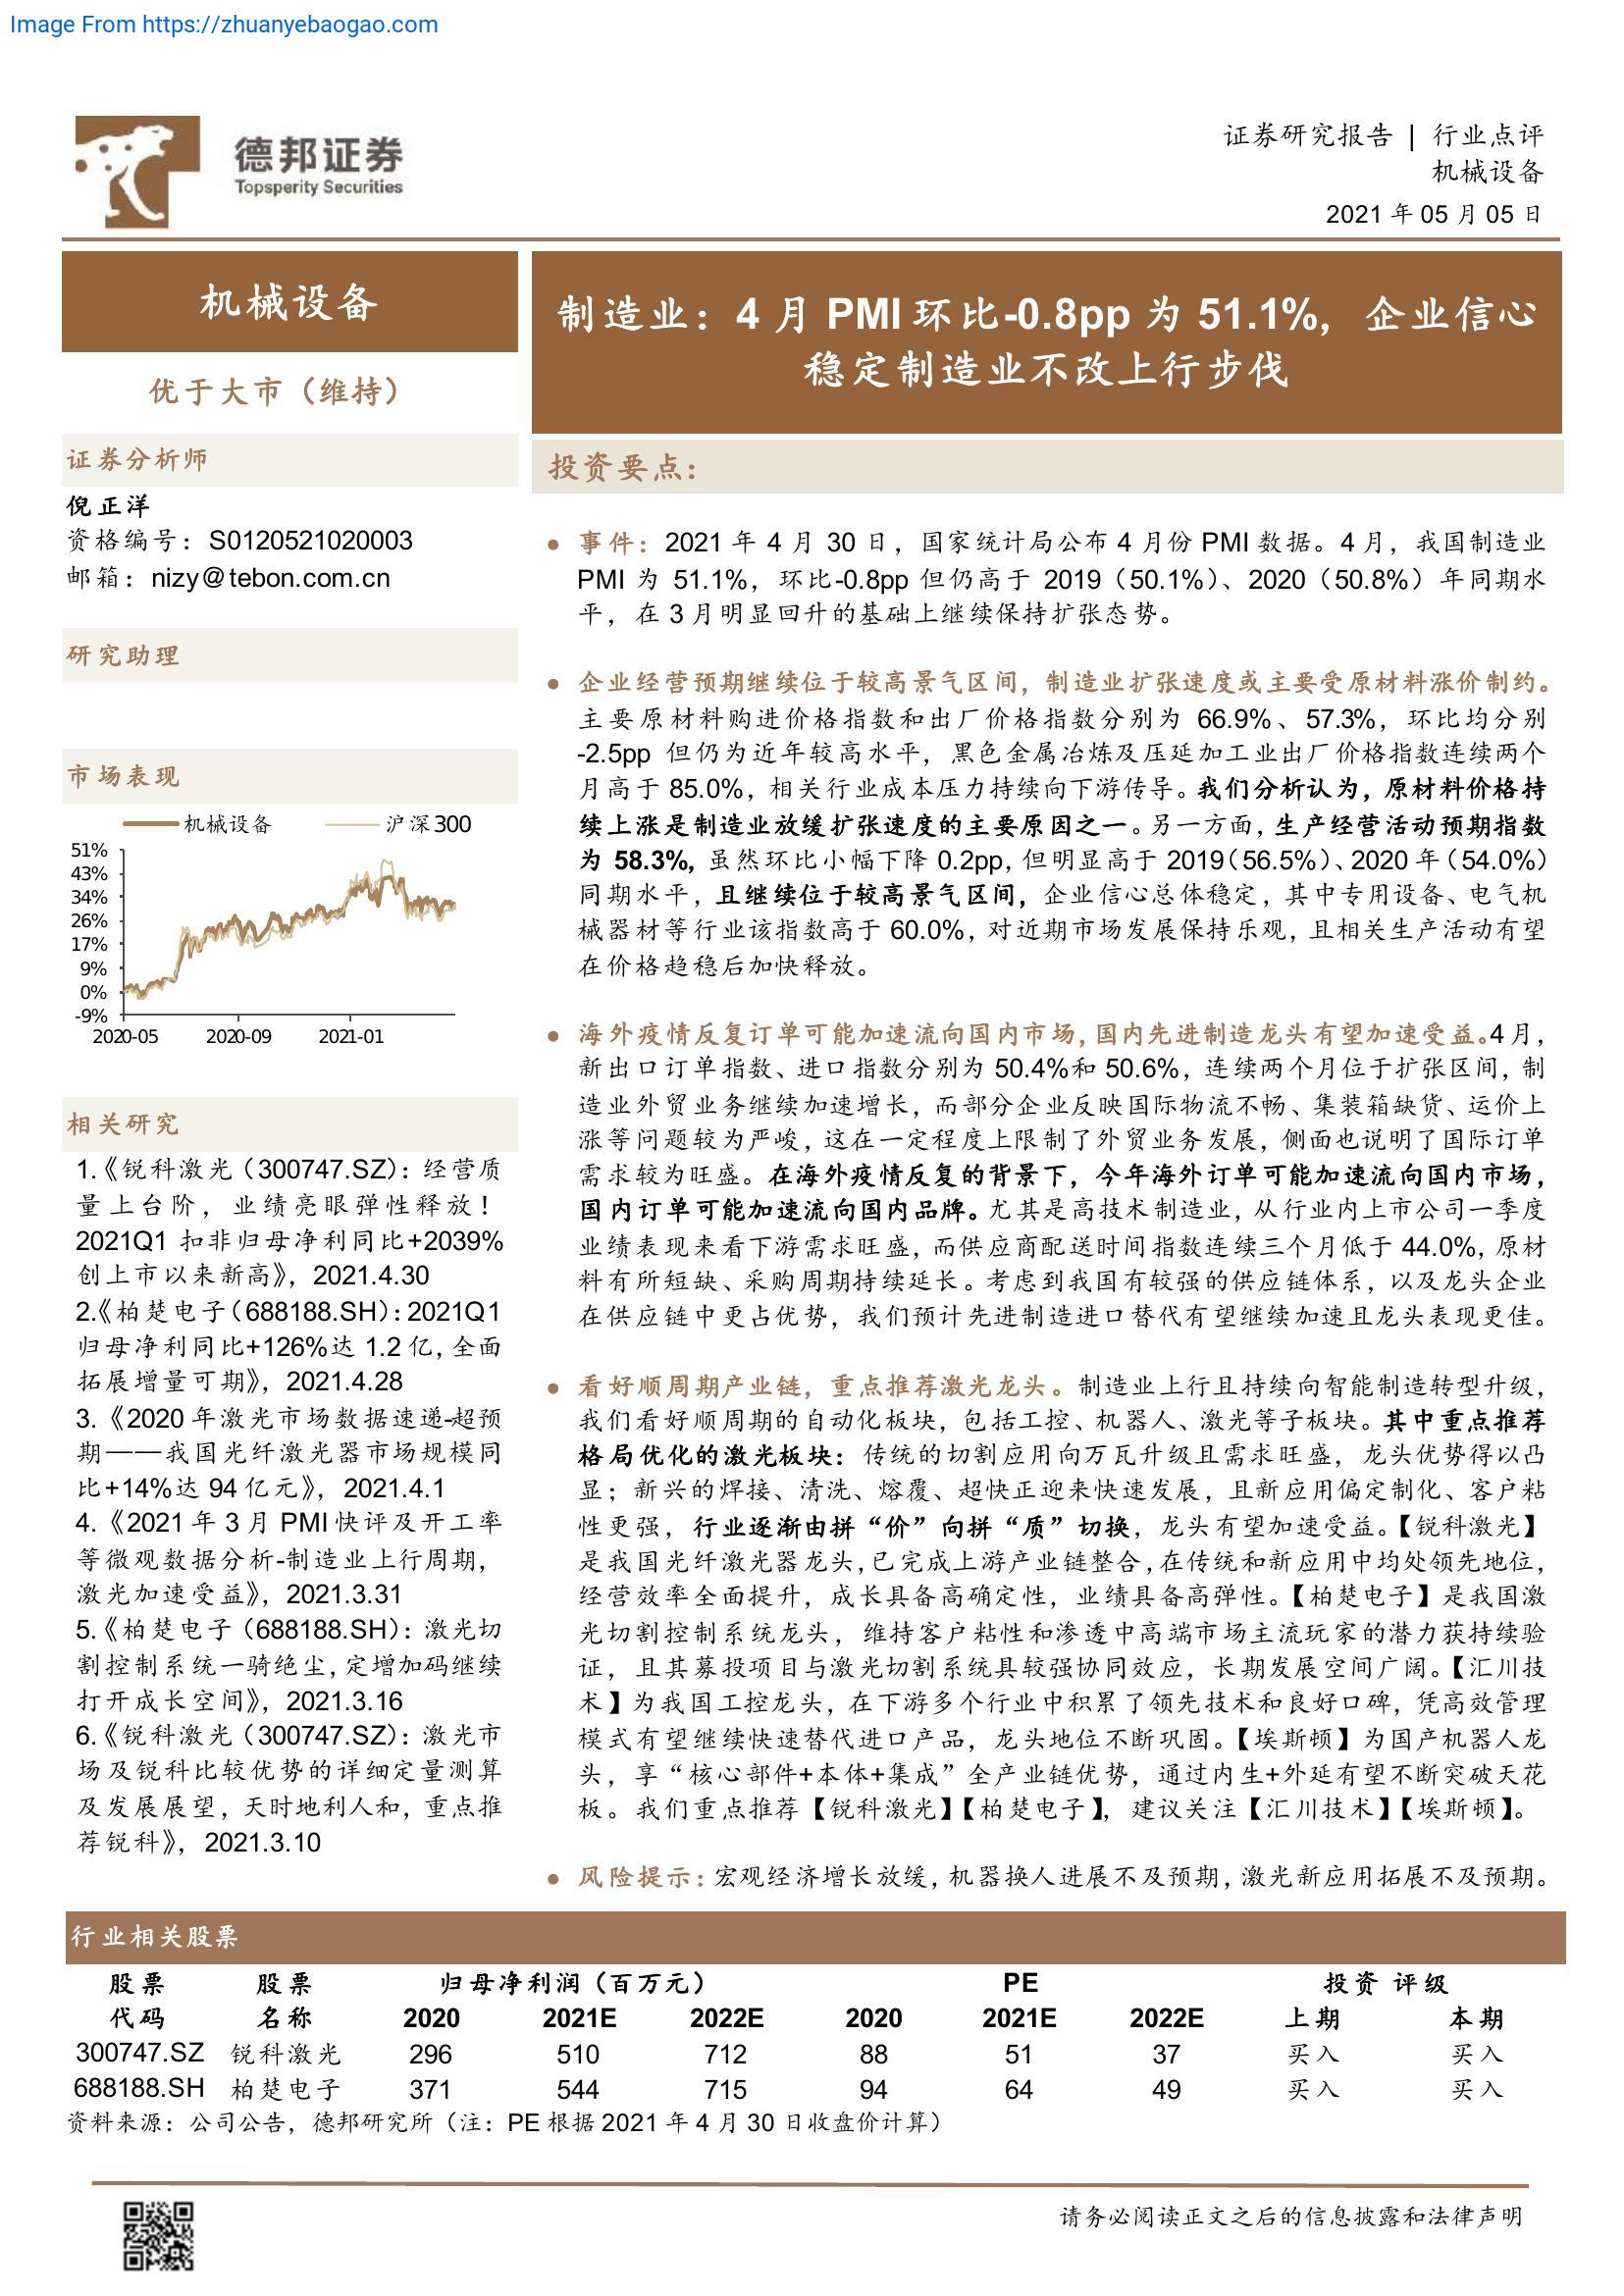 Image From https://zhuanyebaogao.com
德邦证券
Topsperity Securities
证券研究报告 | 行业点评
机械设备
2021 年 05 月 05 日
机械设备
优于大市（维持）
证券分析师
倪正洋
资格编号：S0120521020003
邮箱：nizy@tebon.com.cn
研究助理
市场表现
机械设备 沪深300
51%
43%
34%
26%
17%
9%
0%
-9%
2020-05 2020-09 2021-01
相关研究
1.《锐科激光（300747.SZ）：经营质
量上台阶，业绩亮眼弹性释放！
2021Q1 扣非归母净利同比+2039%
创上市以来新高》，2021.4.30
2.《柏楚电子（688188.SH）：2021Q1
归母净利同比+126%达 1.2 亿，全面
拓展增量可期》，2021.4.28
3.《2020 年激光市场数据速递-超预
期——我国光纤激光器市场规模同
比+14%达 94 亿元》，2021.4.1
4.《2021 年 3 月 PMI 快评及开工率
等微观数据分析-制造业上行周期，
激光加速受益》，2021.3.31
5.《柏楚电子（688188.SH）：激光切
割控制系统一骑绝尘，定增加码继续
打开成长空间》，2021.3.16
6.《锐科激光（300747.SZ）：激光市
场及锐科比较优势的详细定量测算
及发展展望，天时地利人和，重点推
荐锐科》，2021.3.10
制造业：4 月 PMI 环比-0.8pp 为 51.1%，企业信心
稳定制造业不改上行步伐
投资要点：
● 事件：2021 年 4 月 30 日，国家统计局公布 4 月份 PMI 数据。4 月，我国制造业
PMI 为 51.1%，环比-0.8pp 但仍高于 2019（50.1%）、2020（50.8%）年同期水
平，在 3 月明显回升的基础上继续保持扩张态势。
● 企业经营预期继续位于较高景气区间，制造业扩张速度或主要受原材料涨价制约。
主要原材料购进价格指数和出厂价格指数分别为 66.9%、57.3%，环比均分别
-2.5pp 但仍为近年较高水平，黑色金属冶炼及压延加工业出厂价格指数连续两个
月高于 85.0%，相关行业成本压力持续向下游传导。我们分析认为，原材料价格持
续上涨是制造业放缓扩张速度的主要原因之一。另一方面，生产经营活动预期指数
为 58.3%，虽然环比小幅下降 0.2pp，但明显高于 2019（56.5%）、2020 年（54.0%）
同期水平，且继续位于较高景气区间，企业信心总体稳定，其中专用设备、电气机
械器材等行业该指数高于 60.0%，对近期市场发展保持乐观，且相关生产活动有望
在价格趋稳后加快释放。
● 海外疫情反复订单可能加速流向国内市场，国内先进制造龙头有望加速受益。4 月，
新出口订单指数、进口指数分别为 50.4%和 50.6%，连续两个月位于扩张区间，制
造业外贸业务继续加速增长，而部分企业反映国际物流不畅、集装箱缺货、运价上
涨等问题较为严峻，这在一定程度上限制了外贸业务发展，侧面也说明了国际订单
需求较为旺盛。在海外疫情反复的背景下，今年海外订单可能加速流向国内市场，
国内订单可能加速流向国内品牌。尤其是高技术制造业，从行业内上市公司一季度
业绩表现来看下游需求旺盛，而供应商配送时间指数连续三个月低于 44.0%，原材
料有所短缺、采购周期持续延长。考虑到我国有较强的供应链体系，以及龙头企业
在供应链中更占优势，我们预计先进制造进口替代有望继续加速且龙头表现更佳。
● 看好顺周期产业链，重点推荐激光龙头。制造业上行且持续向智能制造转型升级，
我们看好顺周期的自动化板块，包括工控、机器人、激光等子板块。其中重点推荐
格局优化的激光板块：传统的切割应用向万瓦升级且需求旺盛，龙头优势得以凸
显；新兴的焊接、清洗、熔覆、超快正迎来快速发展，且新应用偏定制化、客户粘
性更强，行业逐渐由拼“价”向拼“质”切换，龙头有望加速受益。【锐科激光】
是我国光纤激光器龙头，已完成上游产业链整合，在传统和新应用中均处领先地位，
经营效率全面提升，成长具备高确定性，业绩具备高弹性。【柏楚电子】是我国激
光切割控制系统龙头，维持客户粘性和渗透中高端市场主流玩家的潜力获持续验
证，且其募投项目与激光切割系统具较强协同效应，长期发展空间广阔。【汇川技
术】为我国工控龙头，在下游多个行业中积累了领先技术和良好口碑，凭高效管理
模式有望继续快速替代进口产品，龙头地位不断巩固。【埃斯顿】为国产机器人龙
头，享“核心部件+本体+集成”全产业链优势，通过内生+外延有望不断突破天花
板。我们重点推荐【锐科激光】【柏楚电子】，建议关注【汇川技术】【埃斯顿】。
● 风险提示：宏观经济增长放缓，机器换人进展不及预期，激光新应用拓展不及预期。
行业相关股票
股票 股票 归母净利润（百万元） PE 投资 评级
代码 名称 2020 2021E 2022E 2020 2021E 2022E 上期 本期
300747.SZ 锐科激光 296 510 712 88 51 37 买入 买入
688188.SH 柏楚电子 371 544 715 94 64 49 买入 买入
资料来源：公司公告，德邦研究所（注：PE 根据 2021 年 4 月 30 日收盘价计算）
请务必阅读正文之后的信息披露和法律声明